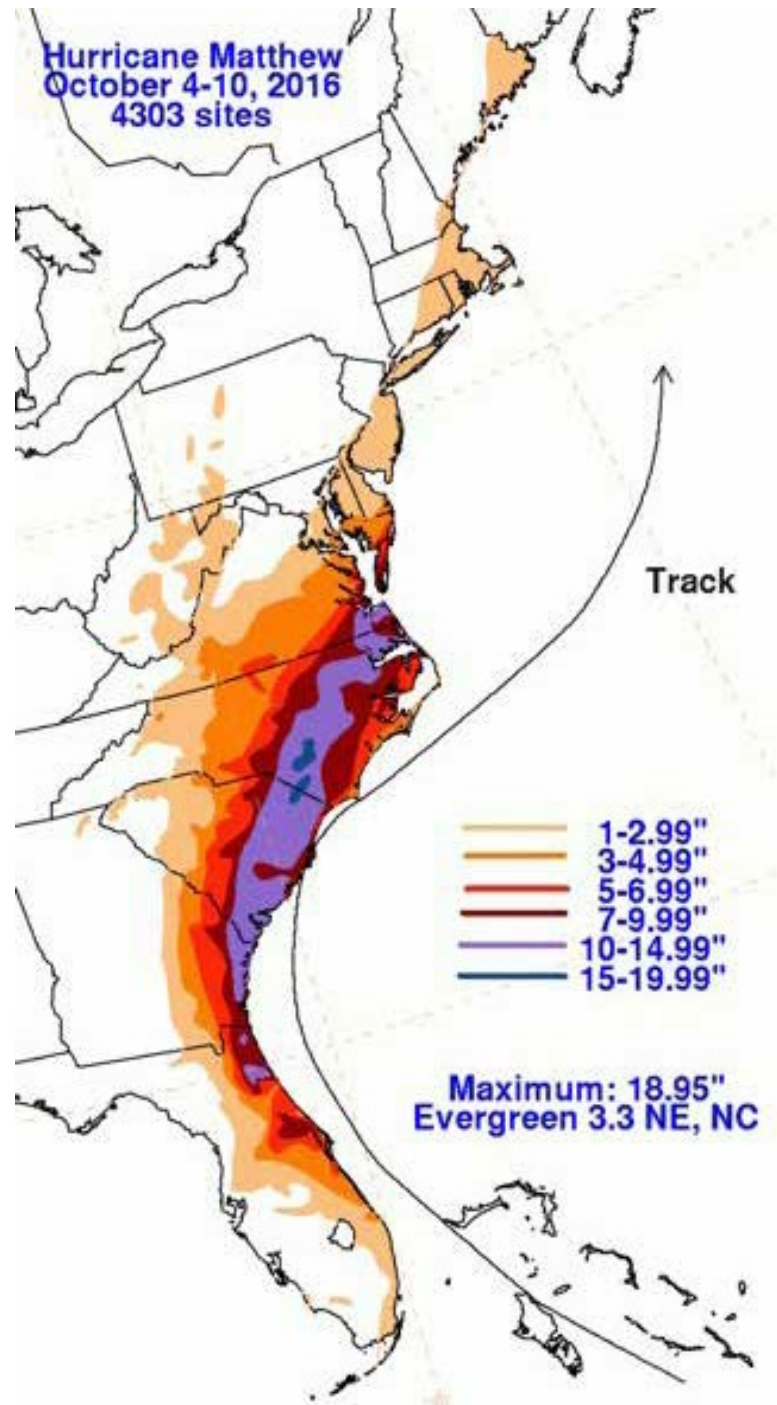 Hurricane Matthew
October 4-10, 2016
4303 sites
Track
1-2.99"
3-4.99"
5-6.99"
7-9.99"
10-14.99"
15-19.99"
Maximum: 18.95"
Evergreen 3.3 NE, NC